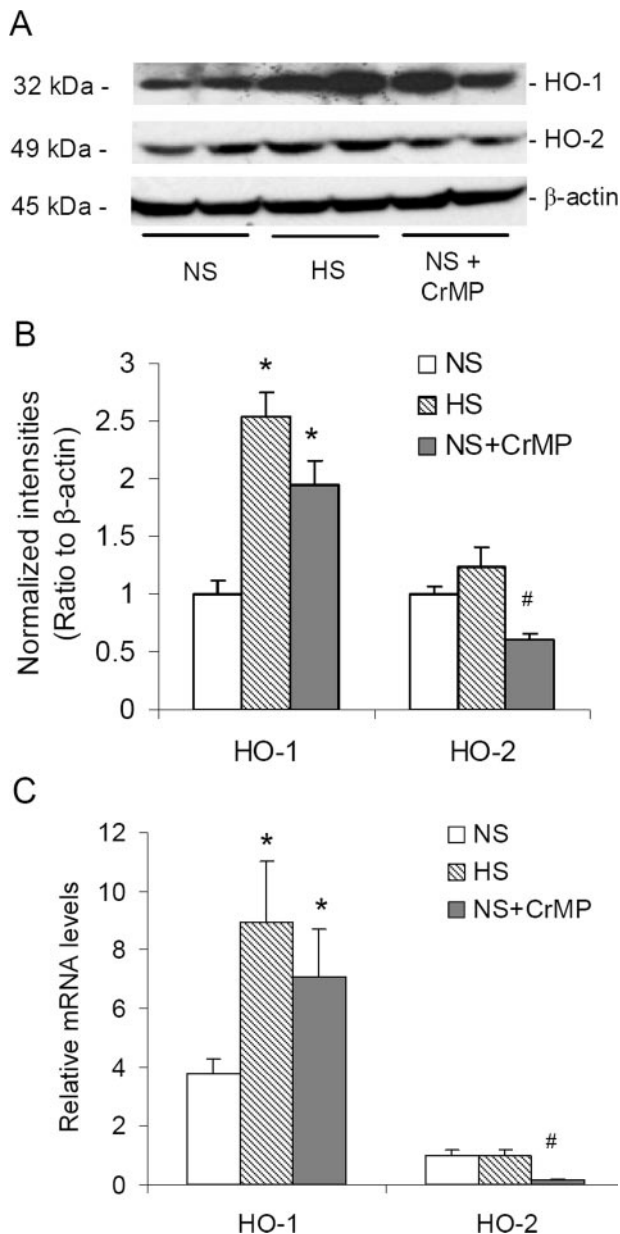 A
32 kDa - - HO-1
49 kDa - - HO-2
45 kDa - - β-actin
NS HS NS +
CrMP
B
Normalized intensities
(Ratio to β-actin)
3
2.5
2
1.5
1
0.5
0
* *
#
NS
HS
NS+CrMP
HO-1 HO-2
C
Relative mRNA levels
12
10
8
6
4
2
0
* *
#
NS
HS
NS+CrMP
HO-1 HO-2